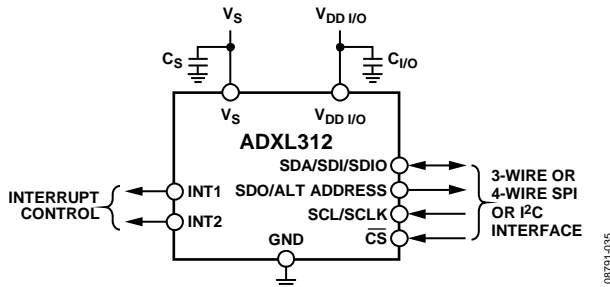 VS
VDD I/O
CS
CI/O
VS
VDD I/O
ADXL312
SDA/SDI/SDIO
SDO/ALT ADDRESS
SCL/SCLK
CS
INT1
INT2
GND
INTERRUPT
CONTROL
3-WIRE OR
4-WIRE SPI
OR I2C
INTERFACE
08791-035